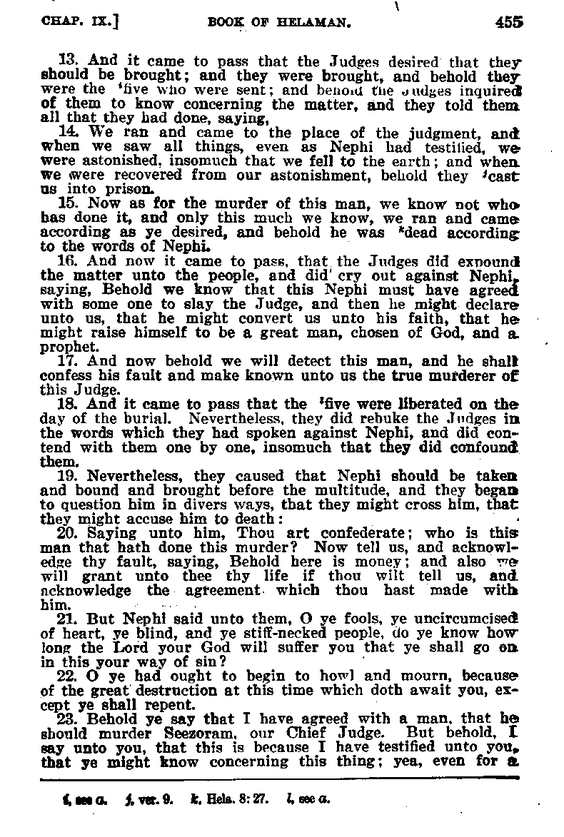 CHAP. IX.] BOOK OF HELAMAN. 455
13. And it came to pass that the Judges desired that they
should be brought; and they were brought, and behold they
were the ⁱfive who were sent; and behold the Judges inquired
of them to know concerning the matter, and they told them
all that they had done, saying,
14. We ran and came to the place of the judgment, and
when we saw all things, even as Nephi had testified, we
were astonished, insomuch that we fell to the earth; and when
we were recovered from our astonishment, behold they ʲcast
us into prison.
15. Now as for the murder of this man, we know not who
has done it, and only this much we know, we ran and came
according as ye desired, and behold he was ᵏdead according
to the words of Nephi.
16. And now it came to pass, that the Judges did expound
the matter unto the people, and did cry out against Nephi,
saying, Behold we know that this Nephi must have agreed
with some one to slay the Judge, and then he might declare
unto us, that he might convert us unto his faith, that he
might raise himself to be a great man, chosen of God, and a
prophet.
17. And now behold we will detect this man, and he shall
confess his fault and make known unto us the true murderer of
this Judge.
18. And it came to pass that the ˡfive were liberated on the
day of the burial. Nevertheless, they did rebuke the Judges in
the words which they had spoken against Nephi, and did con-
tend with them one by one, insomuch that they did confound
them.
19. Nevertheless, they caused that Nephi should be taken
and bound and brought before the multitude, and they began
to question him in divers ways, that they might cross him, that
they might accuse him to death:
20. Saying unto him, Thou art confederate; who is this
man that hath done this murder? Now tell us, and acknowl-
edge thy fault, saying, Behold here is money; and also we
will grant unto thee thy life if thou wilt tell us, and
acknowledge the agreement which thou hast made with
him.
21. But Nephi said unto them, O ye fools, ye uncircumcised
of heart, ye blind, and ye stiff-necked people, do ye know how
long the Lord your God will suffer you that ye shall go on
in this your way of sin?
22. O ye had ought to begin to howl and mourn, because
of the great destruction at this time which doth await you, ex-
cept ye shall repent.
23. Behold ye say that I have agreed with a man, that he
should murder Seezoram, our Chief Judge. But behold, I
say unto you, that this is because I have testified unto you,
that ye might know concerning this thing; yea, even for a
i, see a. j, ver. 9. k, Hela. 8:27. l, see a.